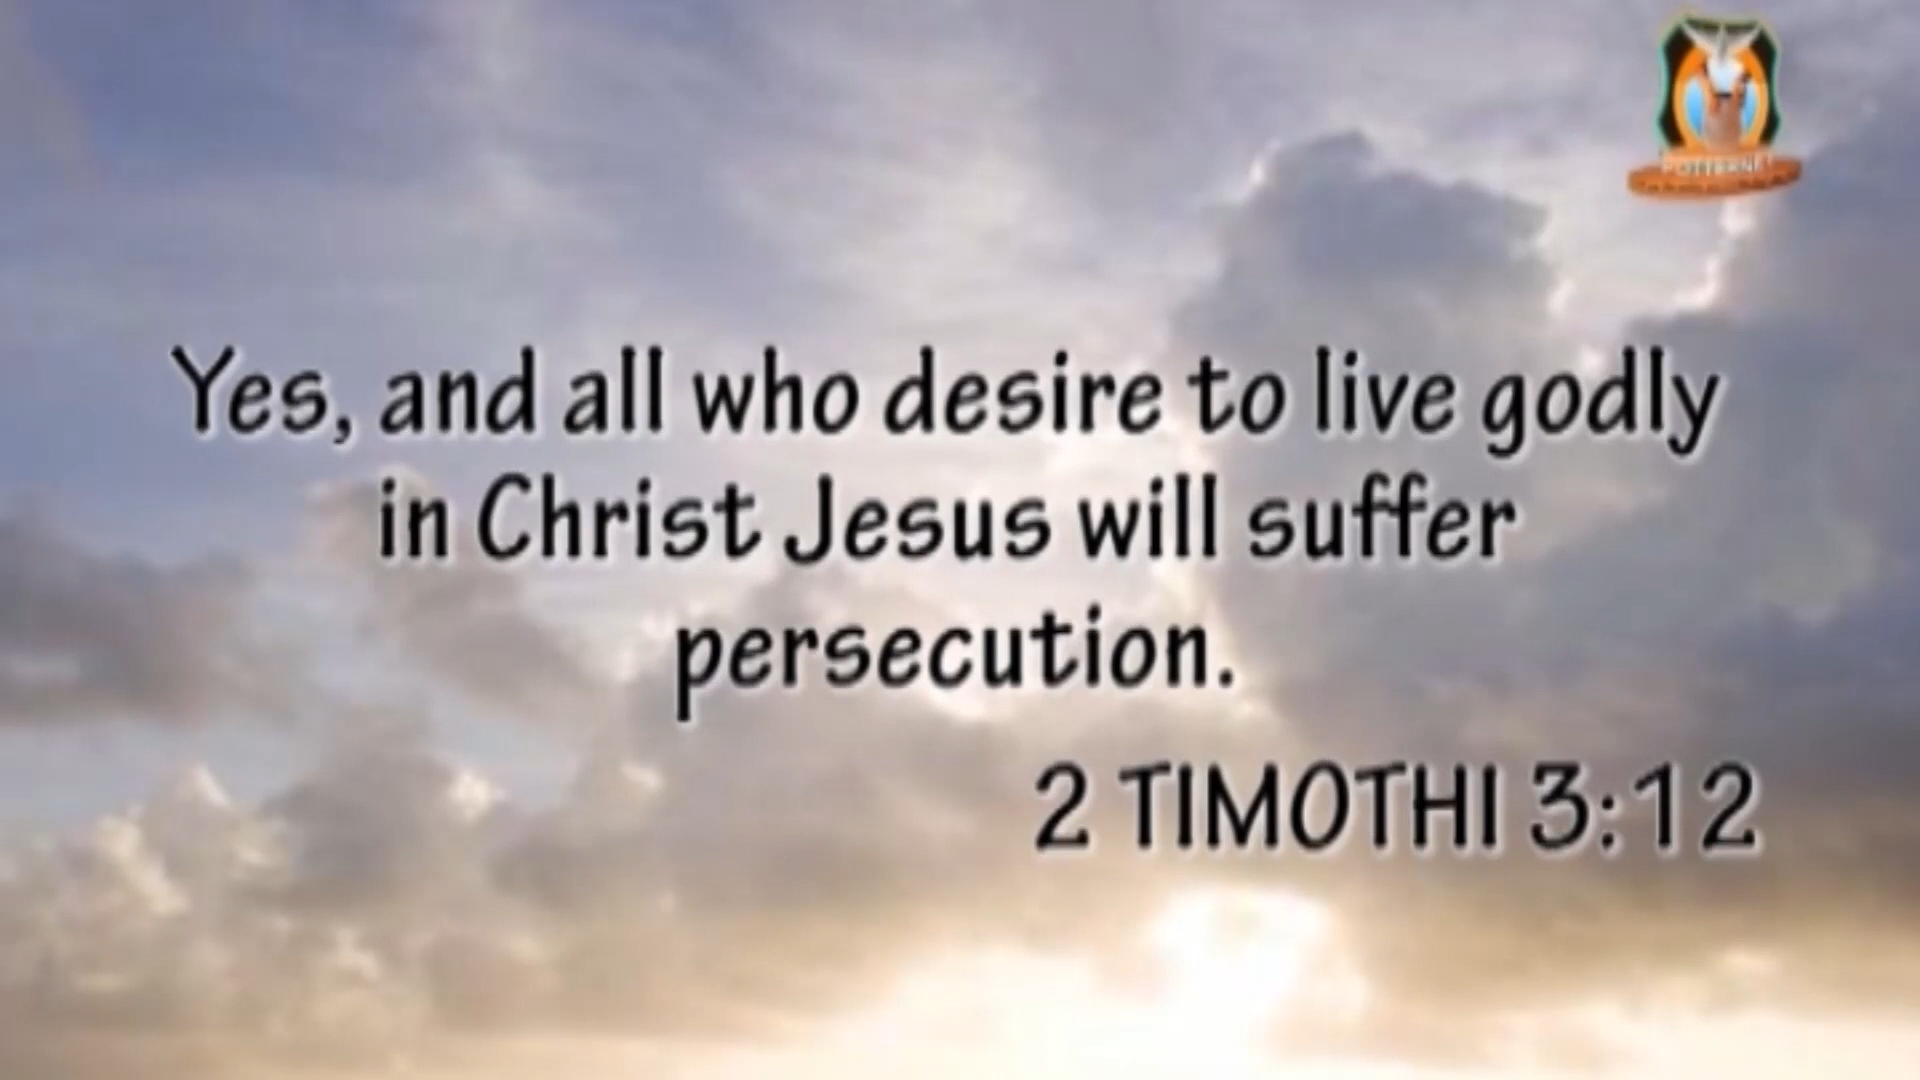 Yes, and all who desire to live godly
in Christ Jesus will suffer
persecution.
2 TIMOTHI 3:12